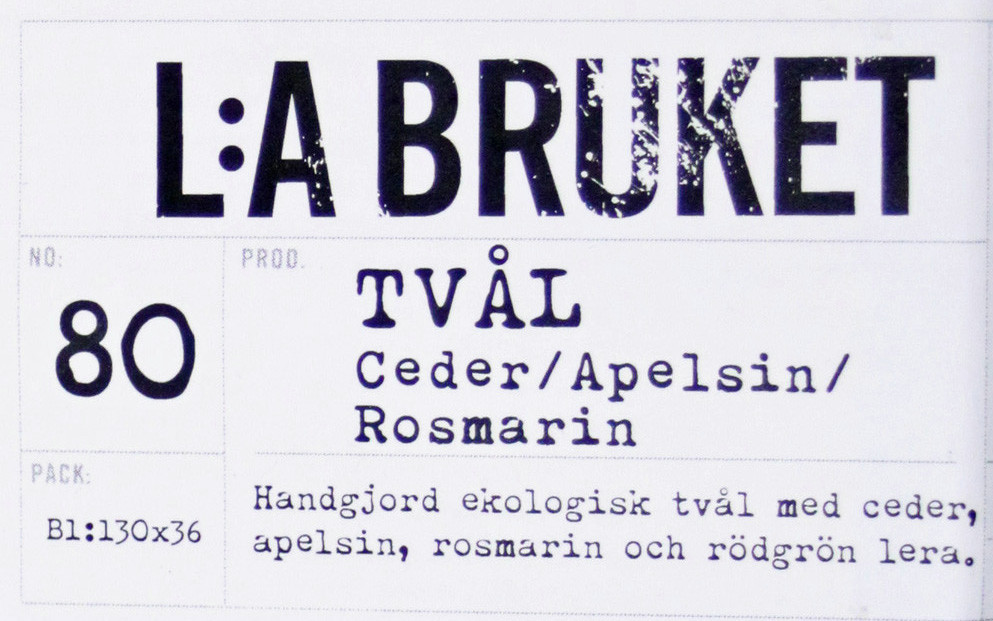 L:A BRUKET
NO:
80
PROD.
TVÅL
Ceder/Apelsin/
Rosmarin
PACK:
Bl:130x36
Handgjord ekologisk tvål med ceder,
apelsin, rosmarin och rödgrön lera.